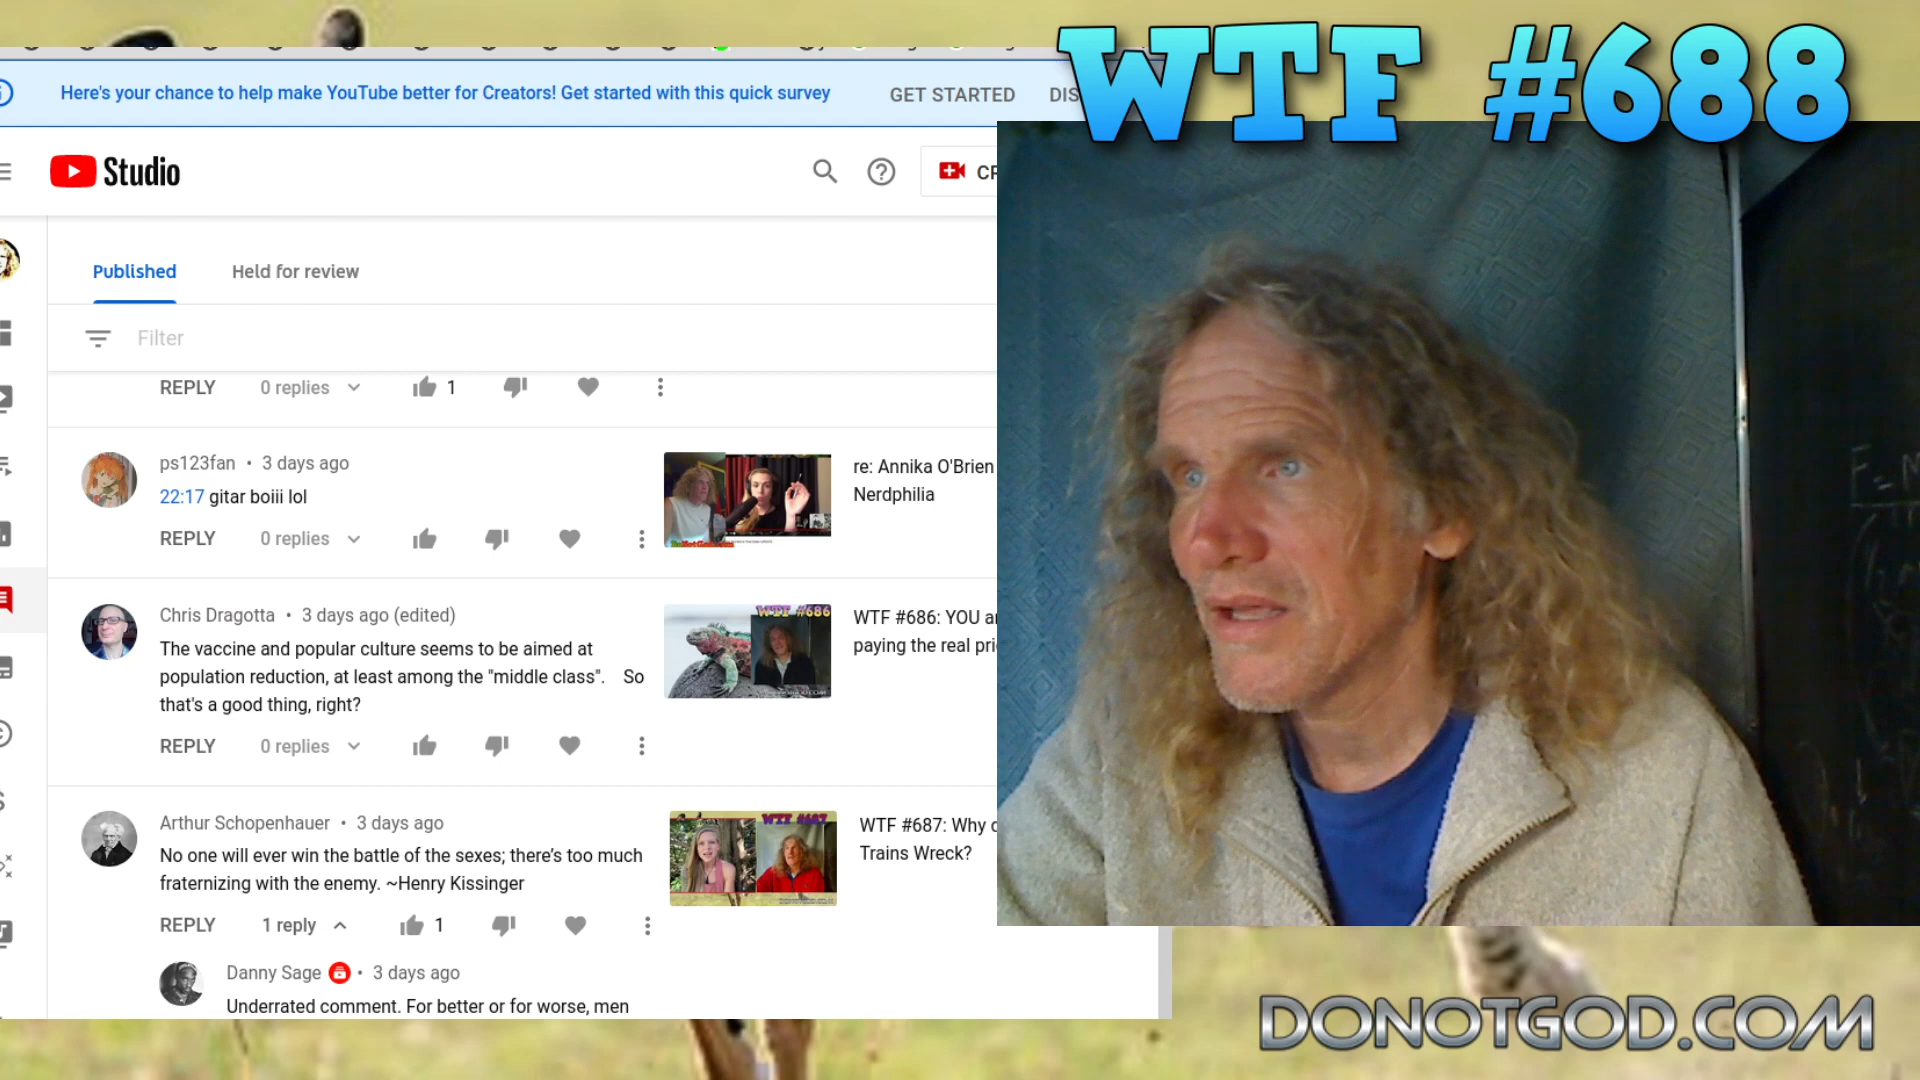 WTF #688
Here's your chance to help make YouTube better for Creators! Get started with this quick survey
GET STARTED
Studio
Published
Held for review
Filter
REPLY
0 replies
1
ps123fan • 3 days ago
22:17 gitar boiii lol
REPLY
0 replies
re: Annika O'Brien
Nerdphilia
Chris Dragotta • 3 days ago (edited)
The vaccine and popular culture seems to be aimed at
population reduction, at least among the "middle class". So
that's a good thing, right?
REPLY
0 replies
WTF #686
WTF #686: YOU
paying the real
Arthur Schopenhauer • 3 days ago
No one will ever win the battle of the sexes; there's too much
fraternizing with the enemy. ~Henry Kissinger
REPLY
1 reply
1
WTF #687
WTF #687: Why
Trains Wreck?
Danny Sage • 3 days ago
Underrated comment. For better or for worse, men
DONOTGOD.COM